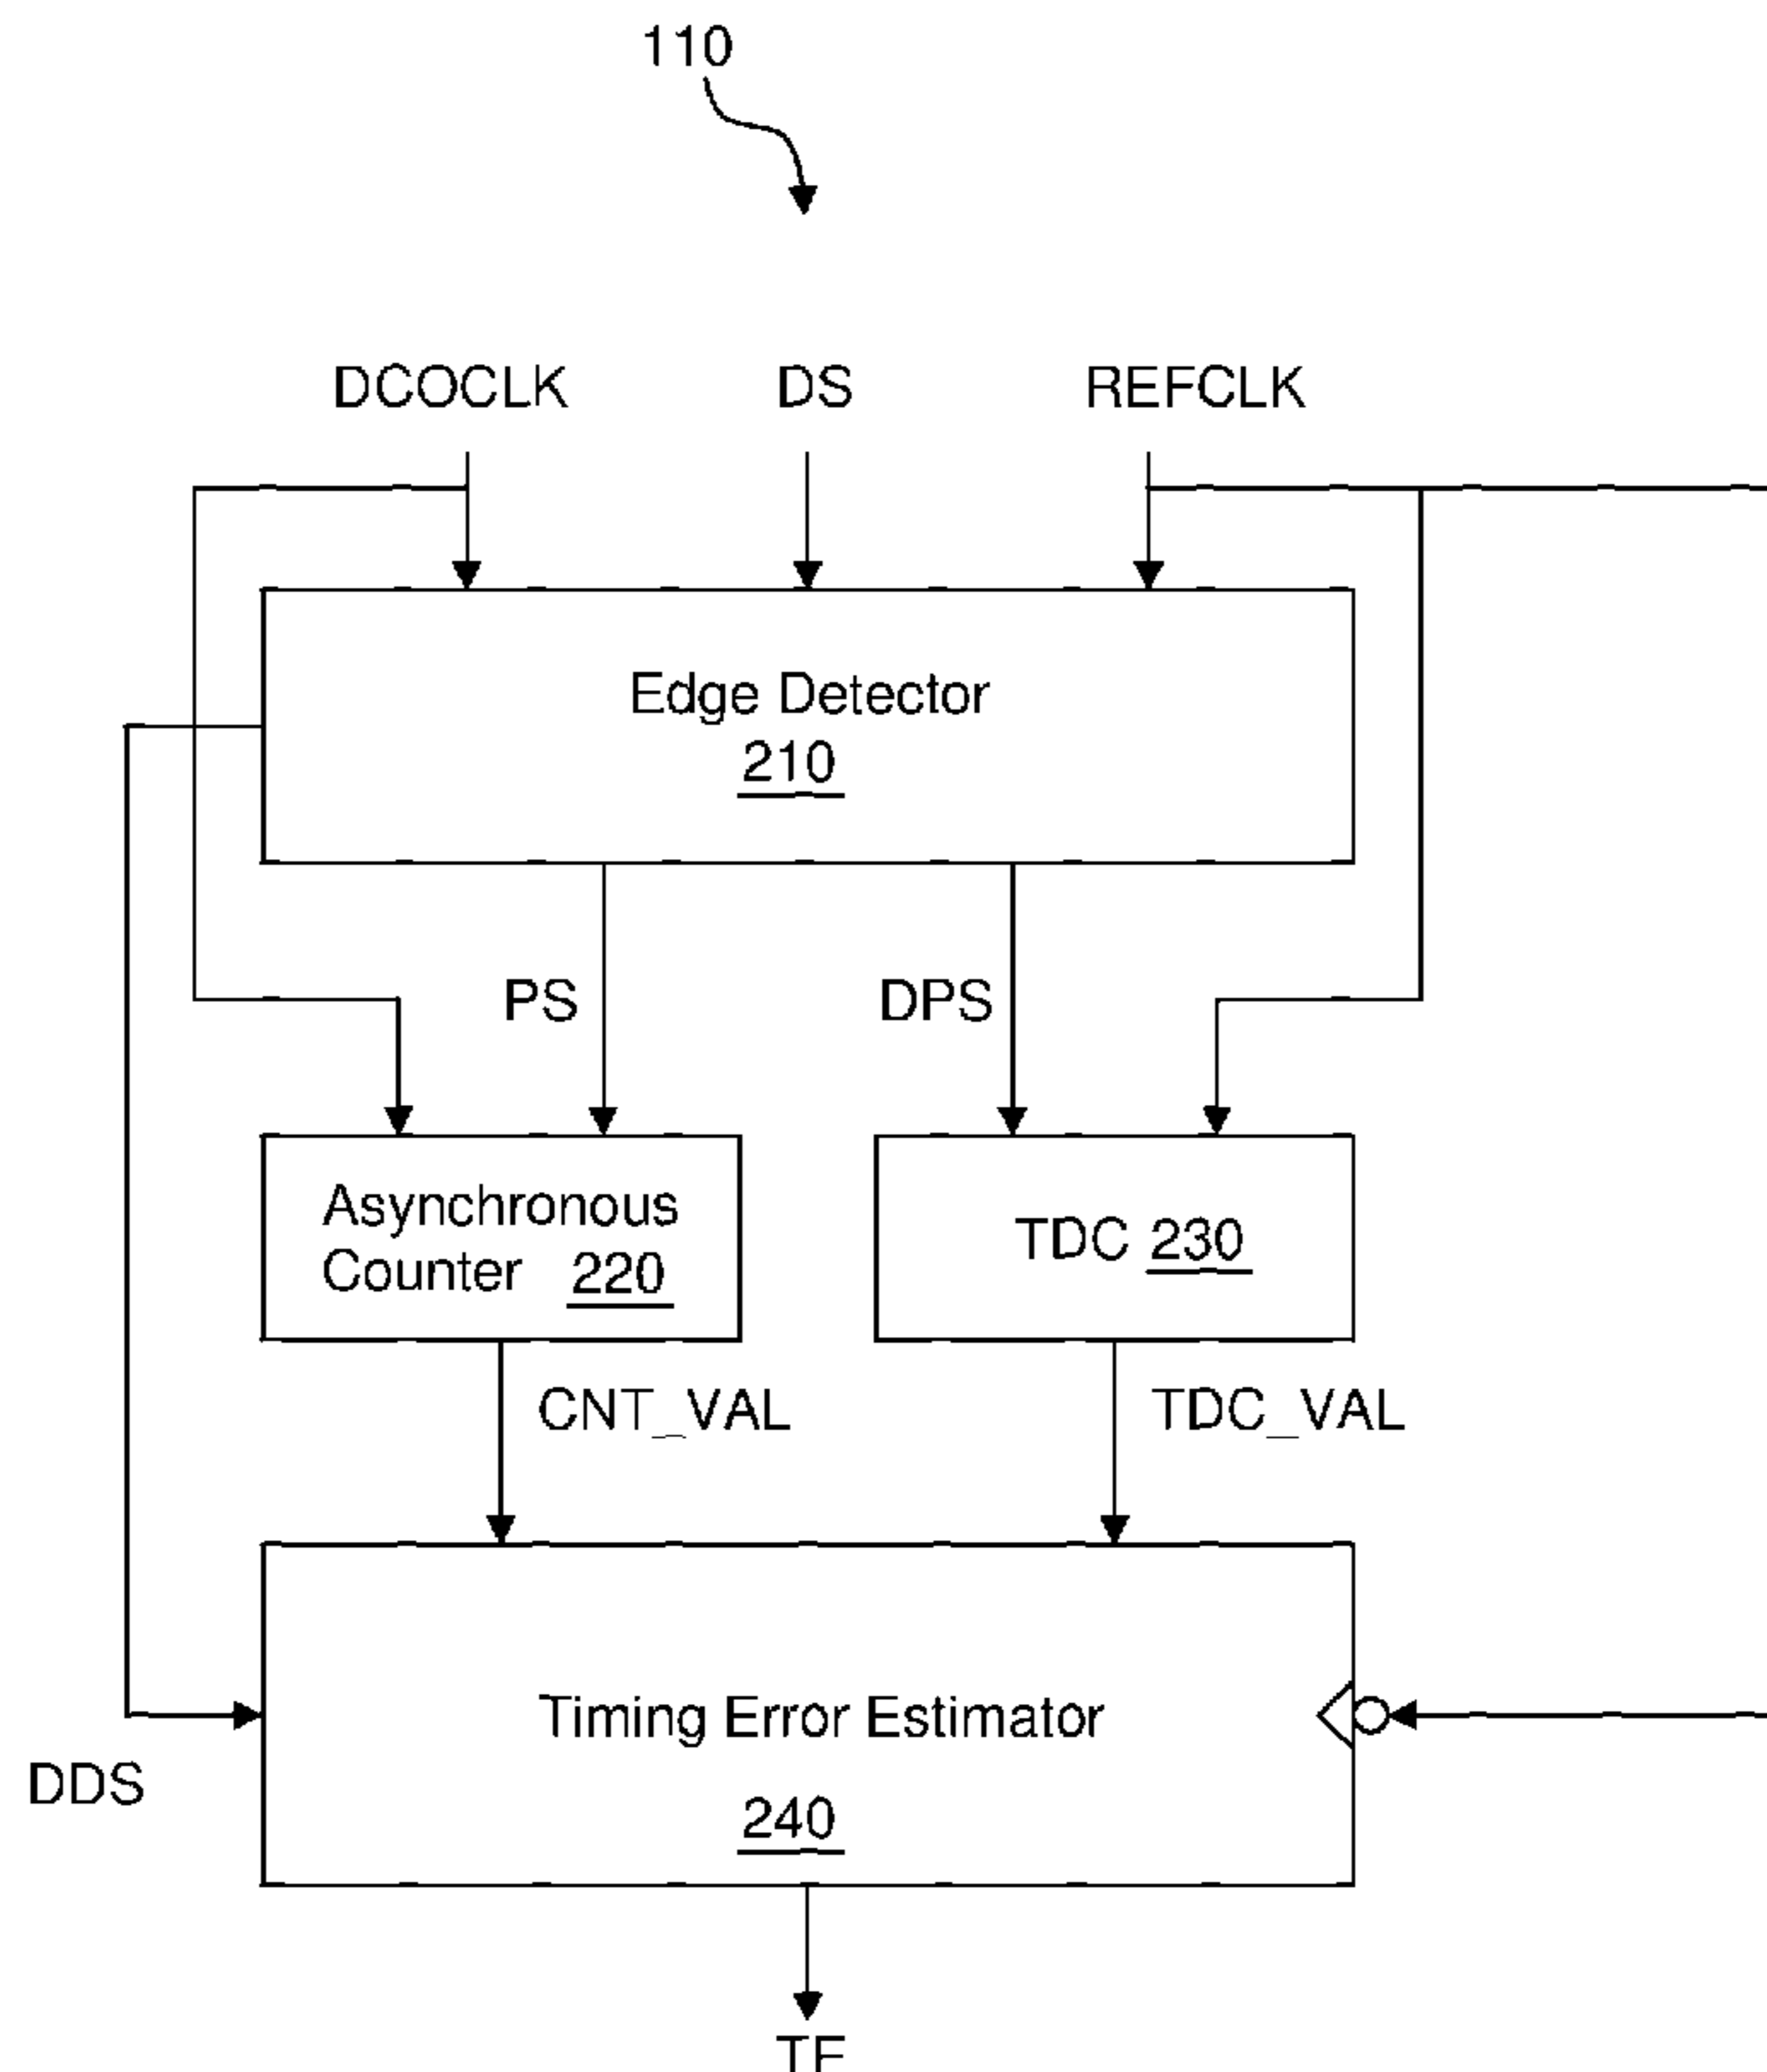 110
DCOCLK DS REFCLK
Edge Detector
210
PS DPS
Asynchronous
Counter 220
TDC 230
CNT_VAL TDC_VAL
Timing Error Estimator
DDS
240
TE